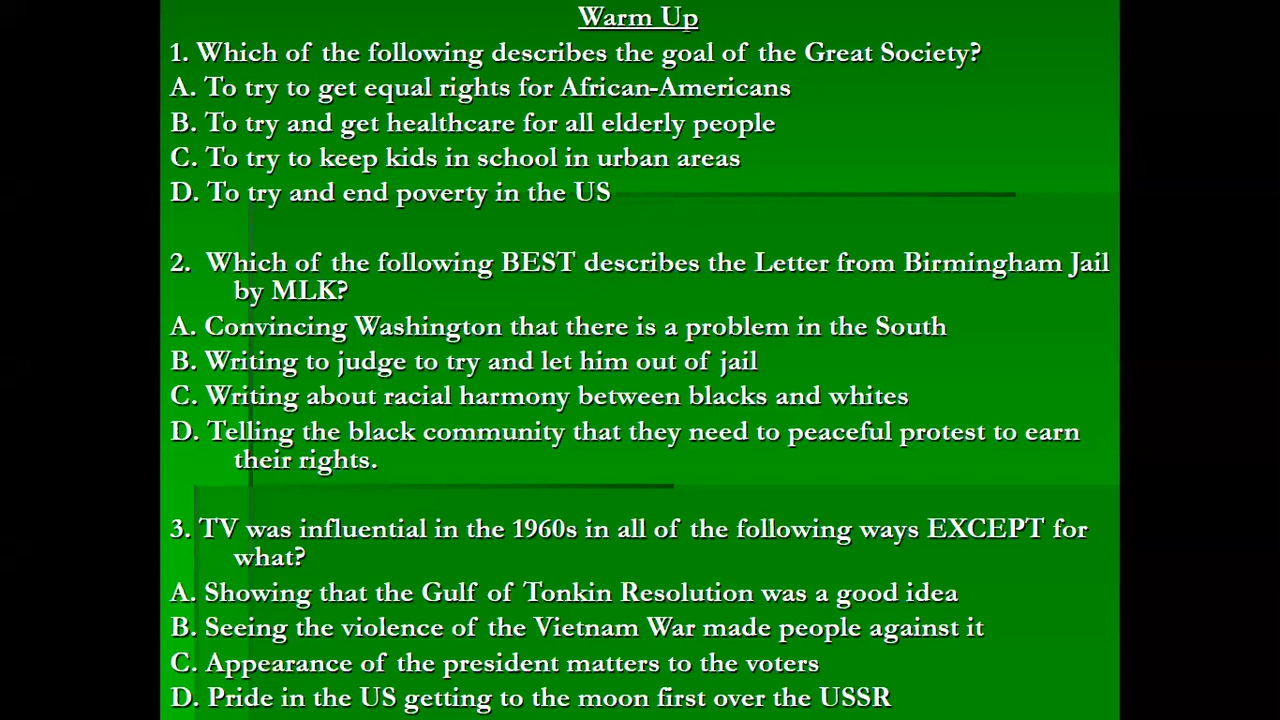 Warm Up
1. Which of the following describes the goal of the Great Society?
A. To try to get equal rights for African-Americans
B. To try and get healthcare for all elderly people
C. To try to keep kids in school in urban areas
D. To try and end poverty in the US
2. Which of the following BEST describes the Letter from Birmingham Jail
by MLK?
A. Convincing Washington that there is a problem in the South
B. Writing to judge to try and let him out of jail
C. Writing about racial harmony between blacks and whites
D. Telling the black community that they need to peaceful protest to earn
their rights.
3. TV was influential in the 1960s in all of the following ways EXCEPT for
what?
A. Showing that the Gulf of Tonkin Resolution was a good idea
B. Seeing the violence of the Vietnam War made people against it
C. Appearance of the president matters to the voters
D. Pride in the US getting to the moon first over the USSR